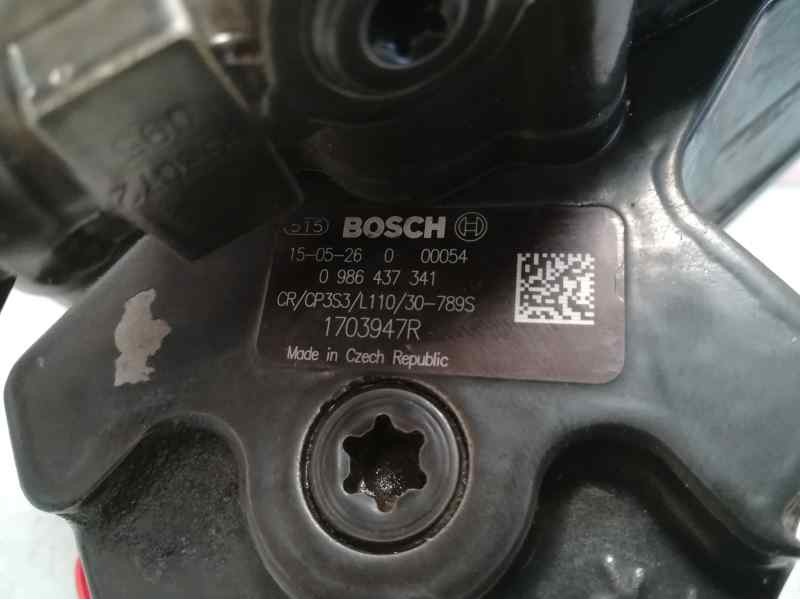 515 BOSCH
15-05-26 0 00054
0 986 437 341
CR/CP3S3/L110/30-789S
1703947R
Made in Czech Republic